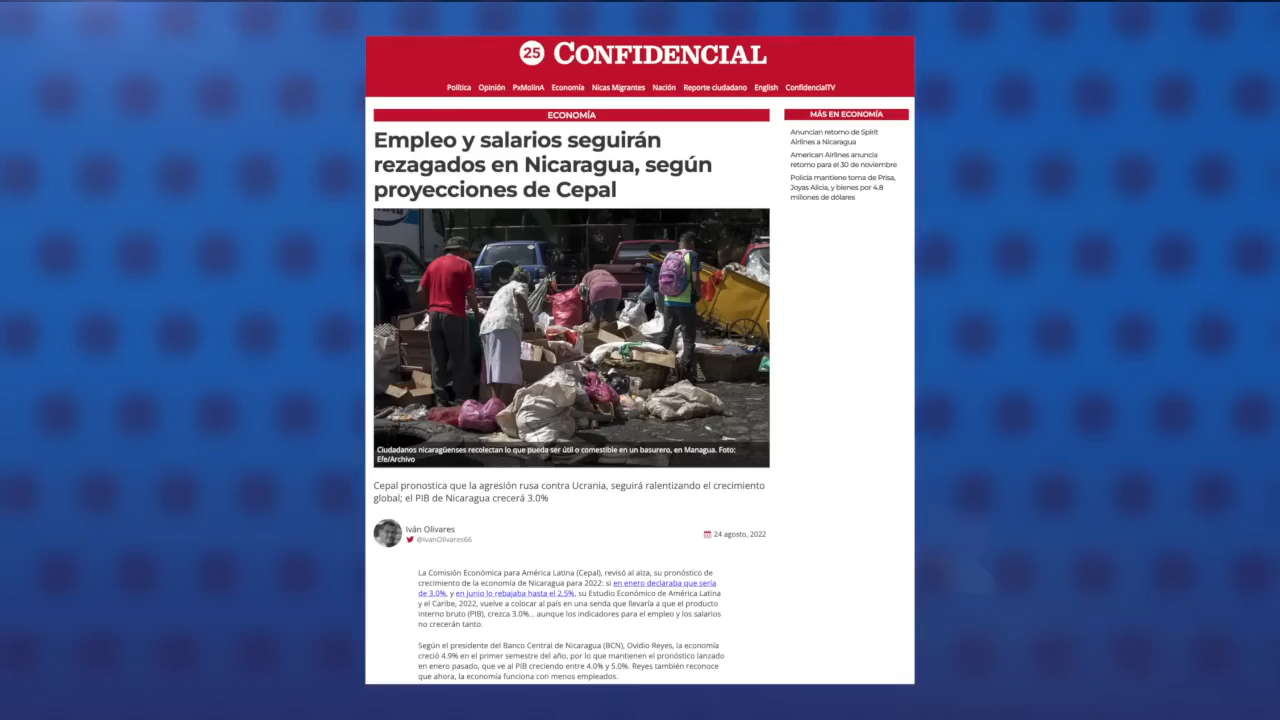 25 CONFIDENCIAL
Política Opinión PxMolinA Economía Nicas Migrantes Nación Reporte ciudadano English ConfidencialTV
ECONOMÍA
Empleo y salarios seguirán
rezagados en Nicaragua, según
proyecciones de Cepal
Ciudadanos nicaragüenses recolectan lo que pueda ser útil o comestible en un basurero, en Managua. Foto:
Efe/Archivo
Cepal pronostica que la agresión rusa contra Ucrania, seguirá ralentizando el crecimiento
global; el PIB de Nicaragua crecerá 3.0%
Iván Olivares
@IvanOlivares66
24 agosto, 2022
La Comisión Económica para América Latina (Cepal), revisó al alza, su pronóstico de
crecimiento de la economía de Nicaragua para 2022: si en enero declaraba que sería
de 3.0%, y en junio lo rebajaba hasta el 2.5%, su Estudio Económico de América Latina
y el Caribe, 2022, vuelve a colocar al país en una senda que llevaría a que el producto
interno bruto (PIB), crezca 3.0%... aunque los indicadores para el empleo y los salarios
no crecerán tanto.
Según el presidente del Banco Central de Nicaragua (BCN), Ovidio Reyes, la economía
creció 4.9% en el primer semestre del año, por lo que mantienen el pronóstico lanzado
en enero pasado, que ve al PIB creciendo entre 4.0% y 5.0%. Reyes también reconoce
que ahora, la economía funciona con menos empleados.
MÁS EN ECONOMÍA
Anuncian retorno de Spirit
Airlines a Nicaragua
American Airlines anuncia
retorno para el 30 de noviembre
Policía mantiene toma de Prisa,
Joyas Alicia, y bienes por 4.8
millones de dólares